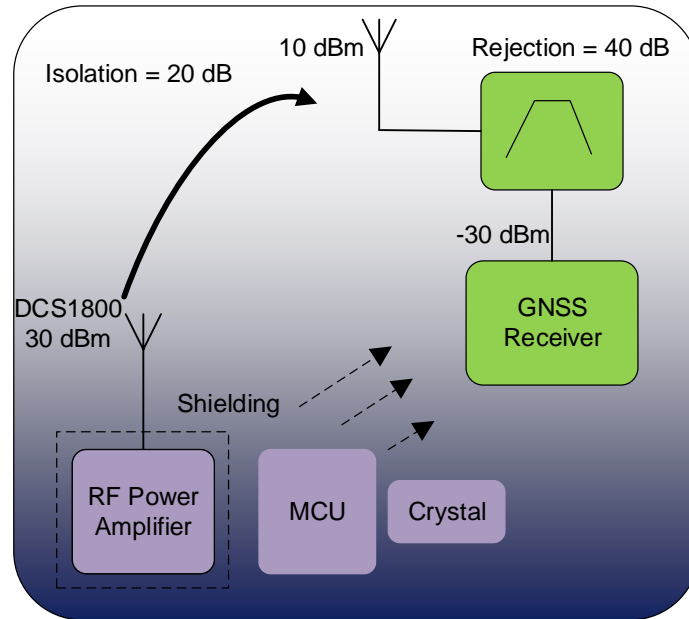 10 dBm
Rejection = 40 dB
Isolation = 20 dB
-30 dBm
GNSS
Receiver
DCS1800
30 dBm
Shielding
RF Power
Amplifier
MCU
Crystal